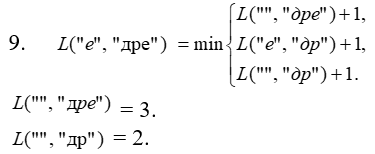 L("", "дре") + 1,
9. L("е", "дре") = min{ L("е", "др") + 1,
L("", "др") + 1.
L("", "дре") = 3.
L("", "др") = 2.